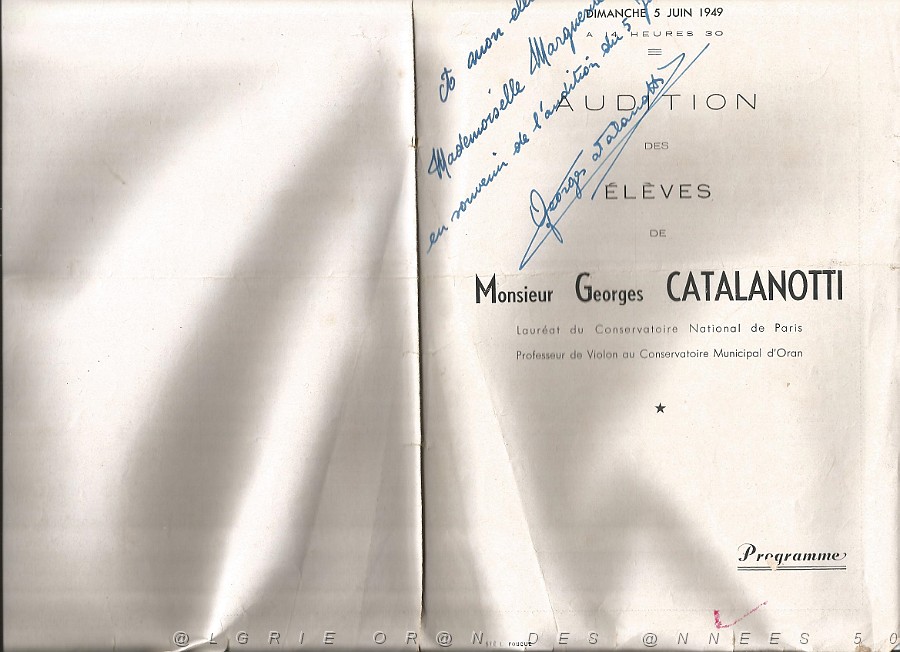 DIMANCHE 5 JUIN 1949
A HEURES 30
AUDITION
DES
ÉLÈVES
DE
à mon
Mademoiselle
en souvenir de l'audition du 5
Georges Catalanotti
Monsieur Georges CATALANOTTI
Lauréat du Conservatoire National de Paris
Professeur de Violon au Conservatoire Municipal d'Oran
Programme
FOUQUE
@LGRIE OR@N DES @NNEES 50